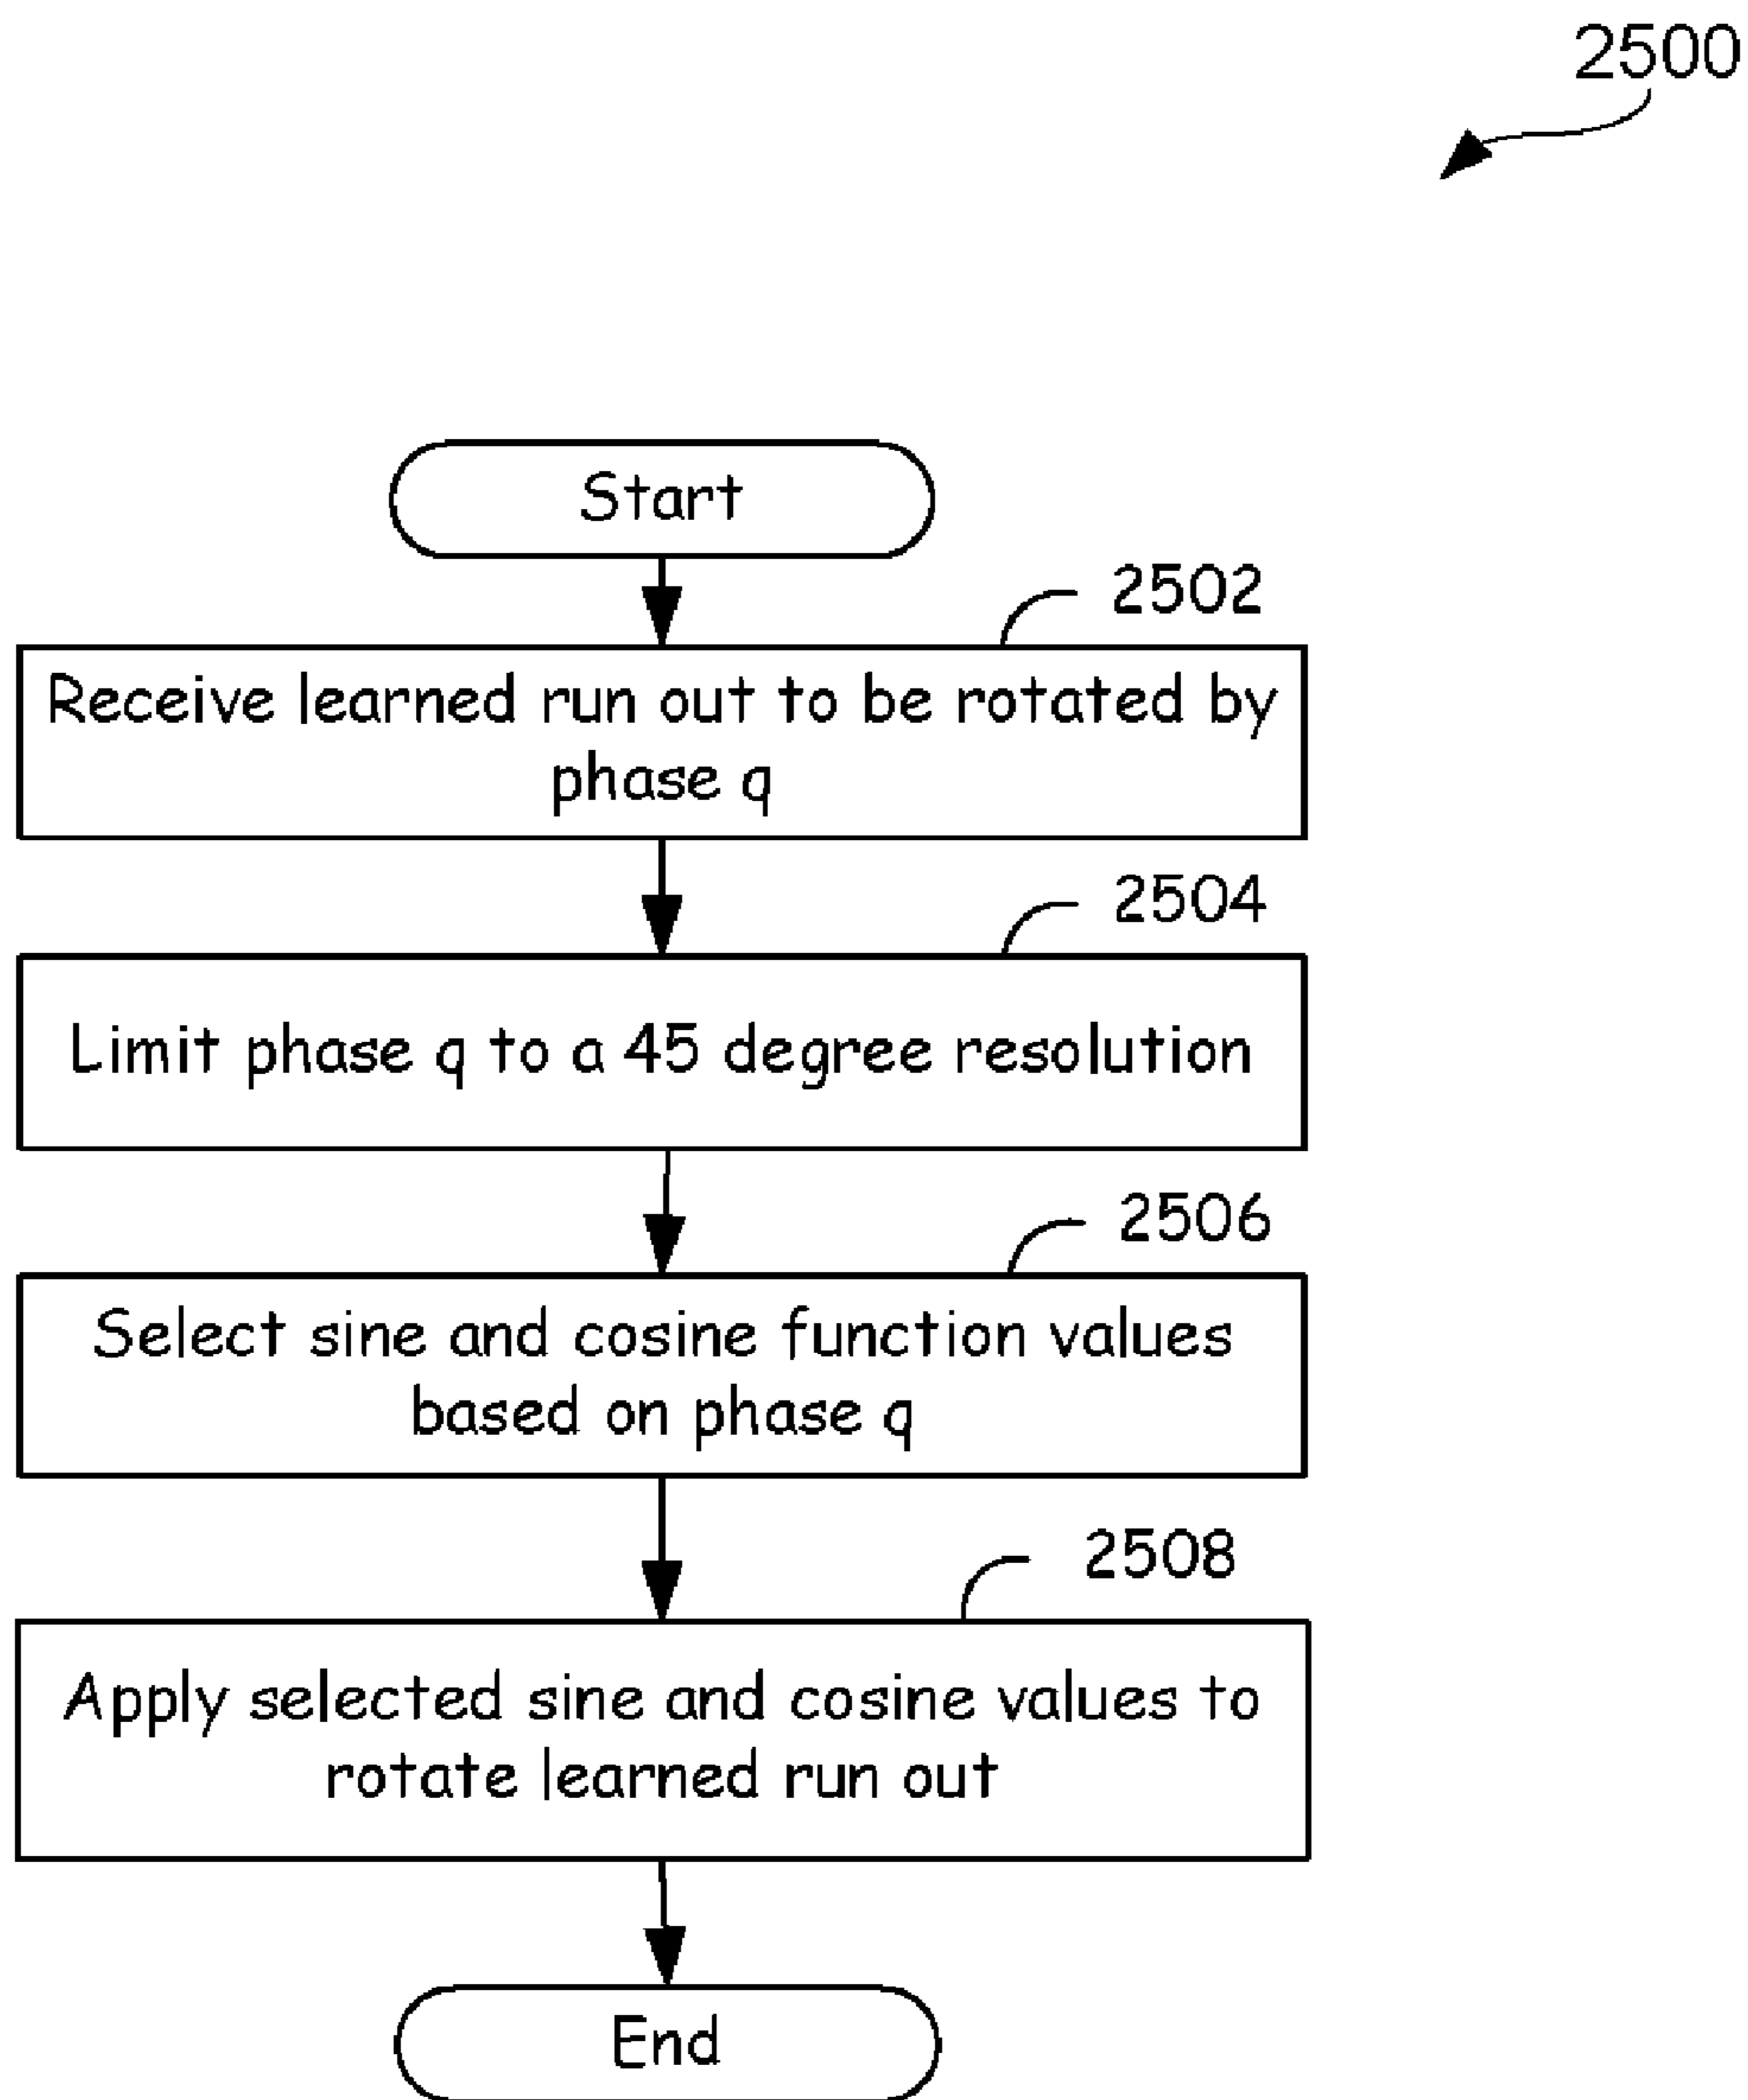 2500
Start
2502
Receive learned run out to be rotated by
phase q
2504
Limit phase q to a 45 degree resolution
2506
Select sine and cosine function values
based on phase q
2508
Apply selected sine and cosine values to
rotate learned run out
End